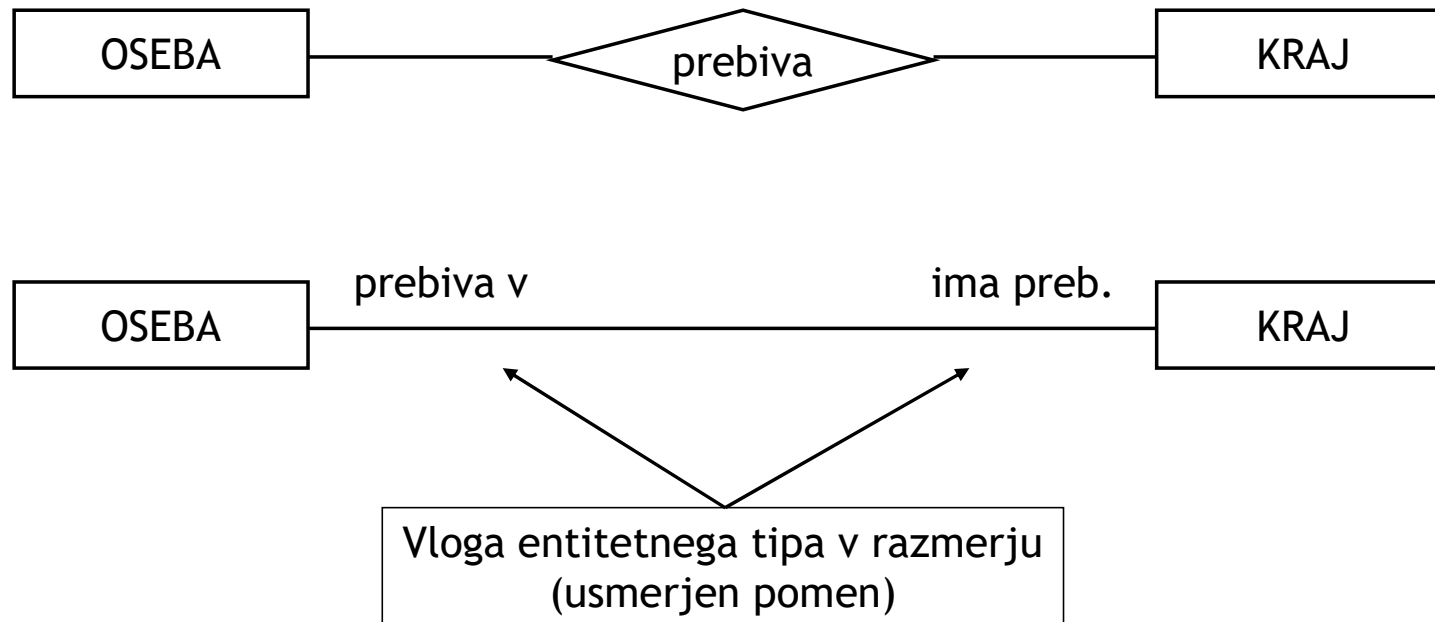 OSEBA prebiva KRAJ
prebiva v ima preb.
OSEBA KRAJ
Vloga entitetnega tipa v razmerju
(usmerjen pomen)